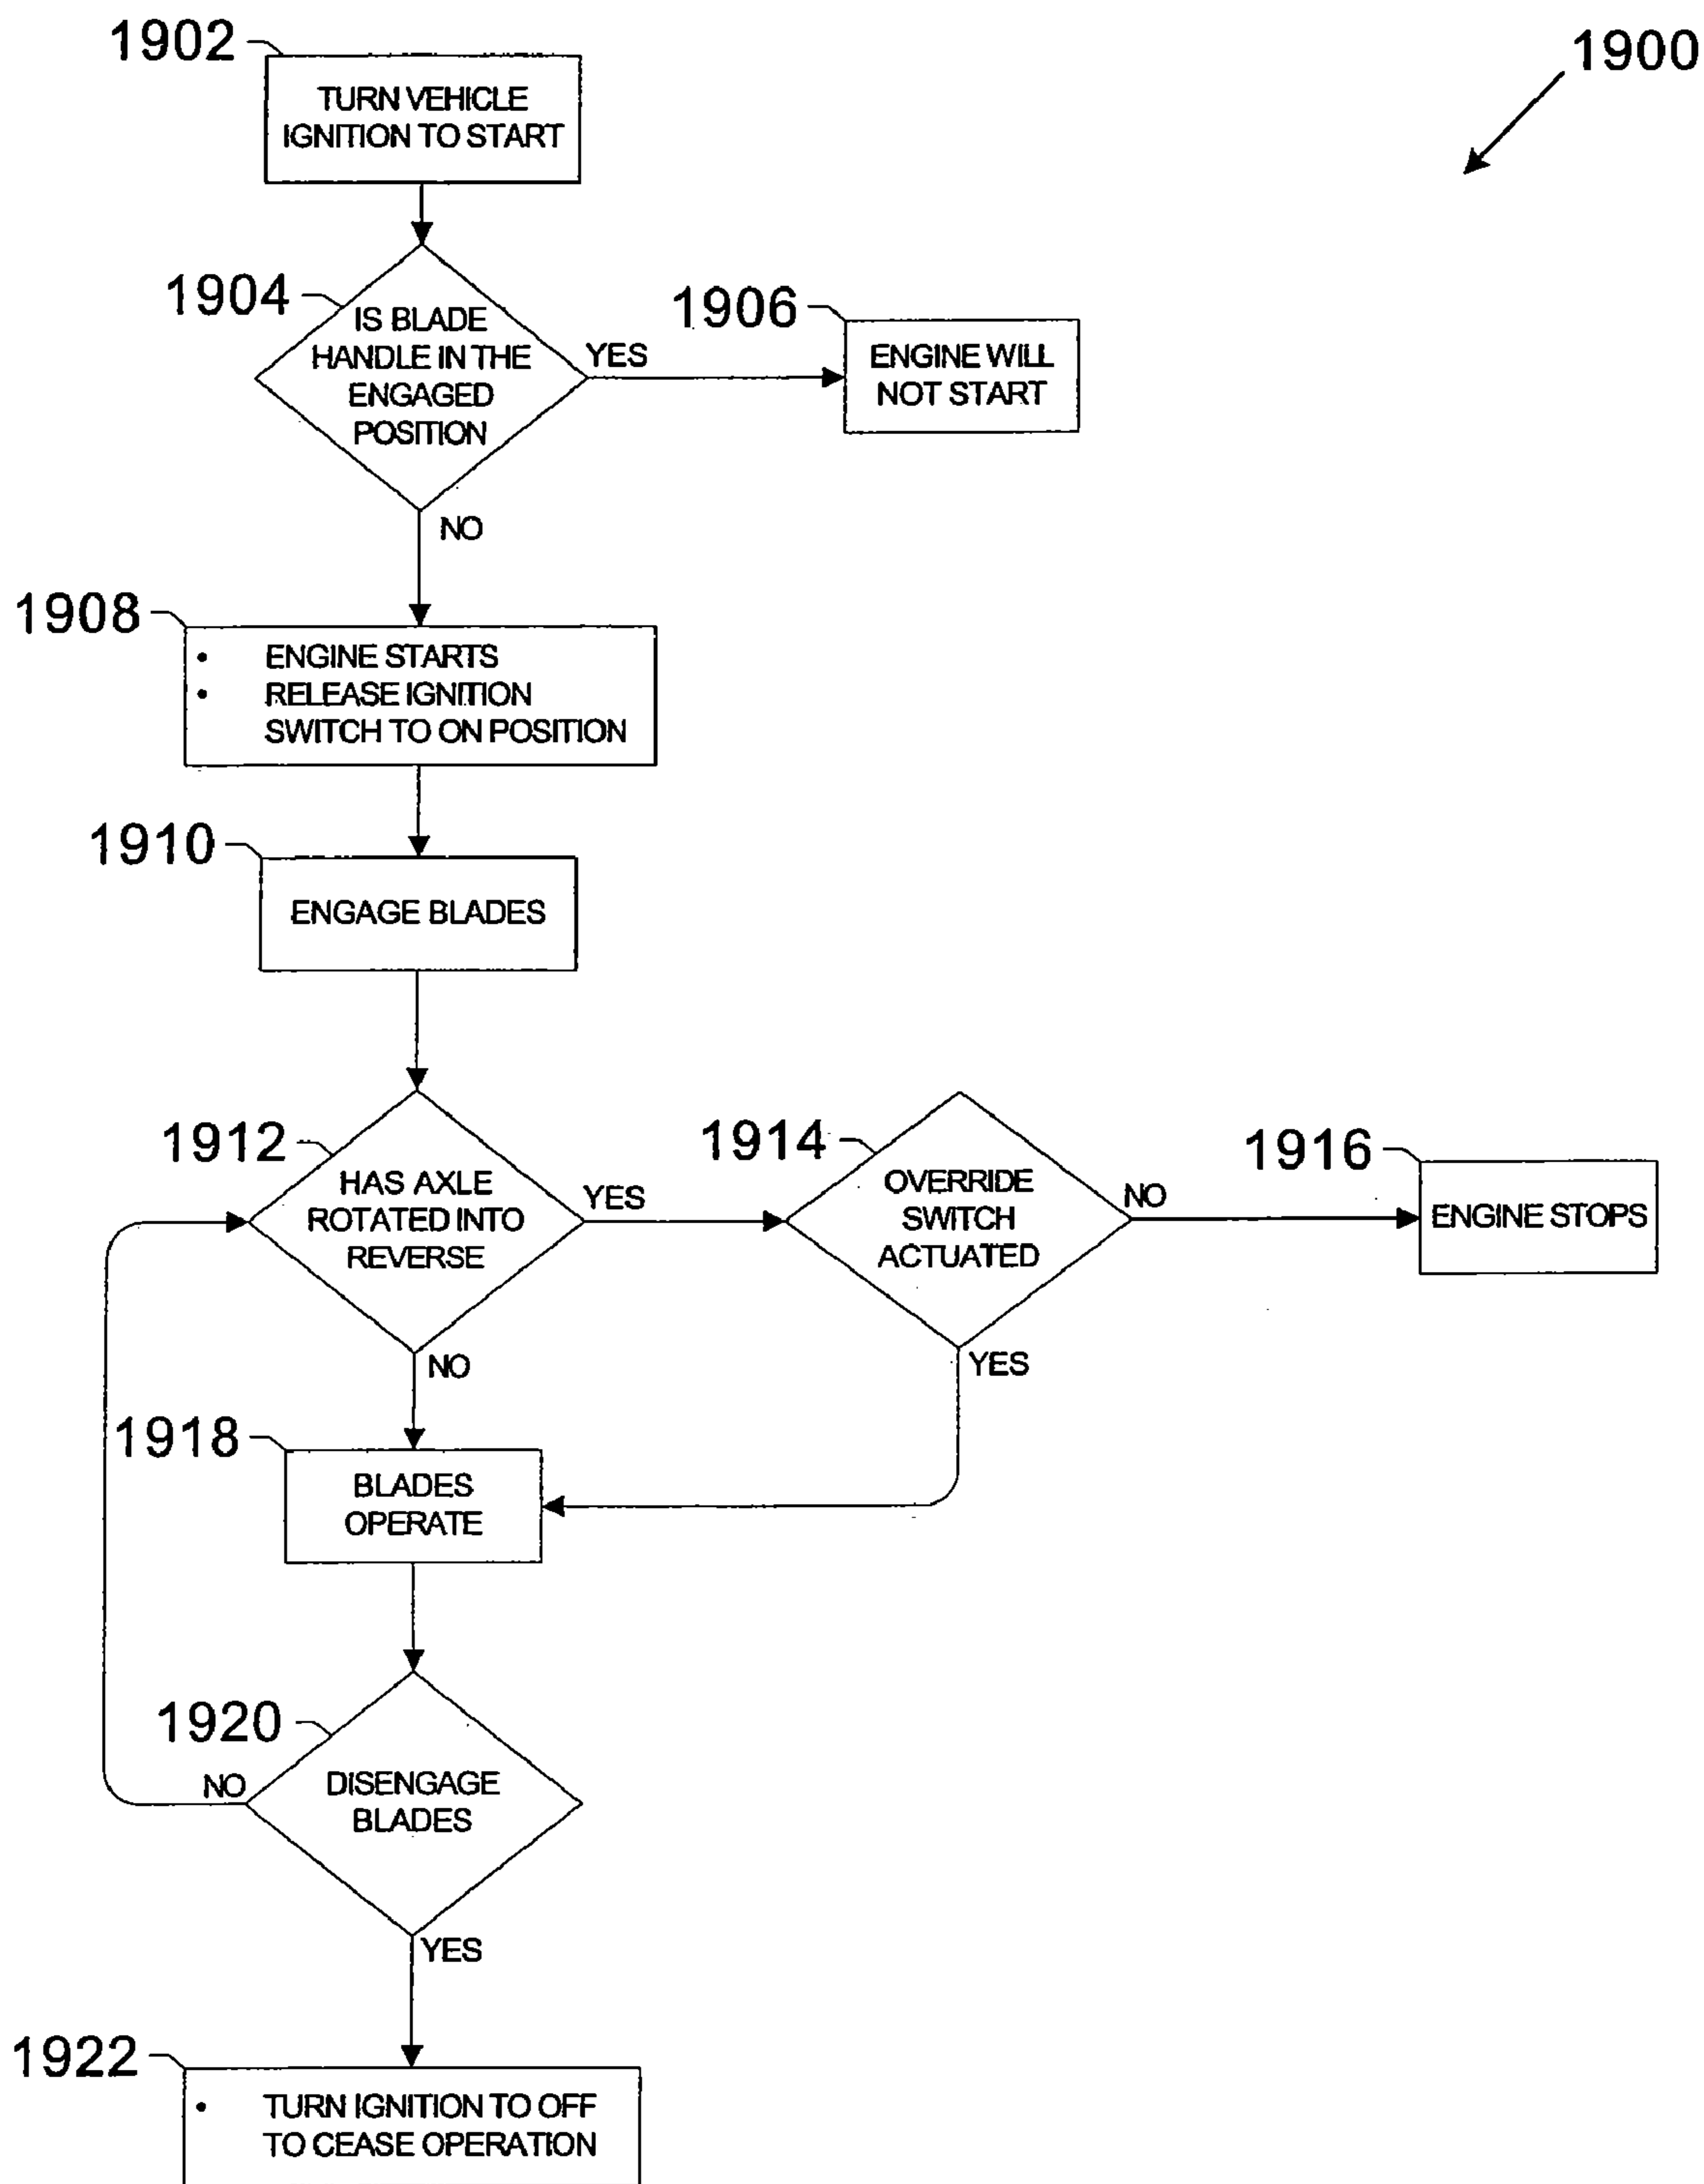 1902
1900
TURN VEHICLE
IGNITION TO START
1904
IS BLADE
HANDLE IN THE
ENGAGED
POSITION
YES
1906
ENGINE WILL
NOT START
NO
1908
• ENGINE STARTS
• RELEASE IGNITION
SWITCH TO ON POSITION
1910
ENGAGE BLADES
1912
HAS AXLE
ROTATED INTO
REVERSE
YES
1914
OVERRIDE
SWITCH
ACTUATED
NO
1916
ENGINE STOPS
NO
YES
1918
BLADES
OPERATE
1920
NO
DISENGAGE
BLADES
YES
1922
• TURN IGNITION TO OFF
TO CEASE OPERATION